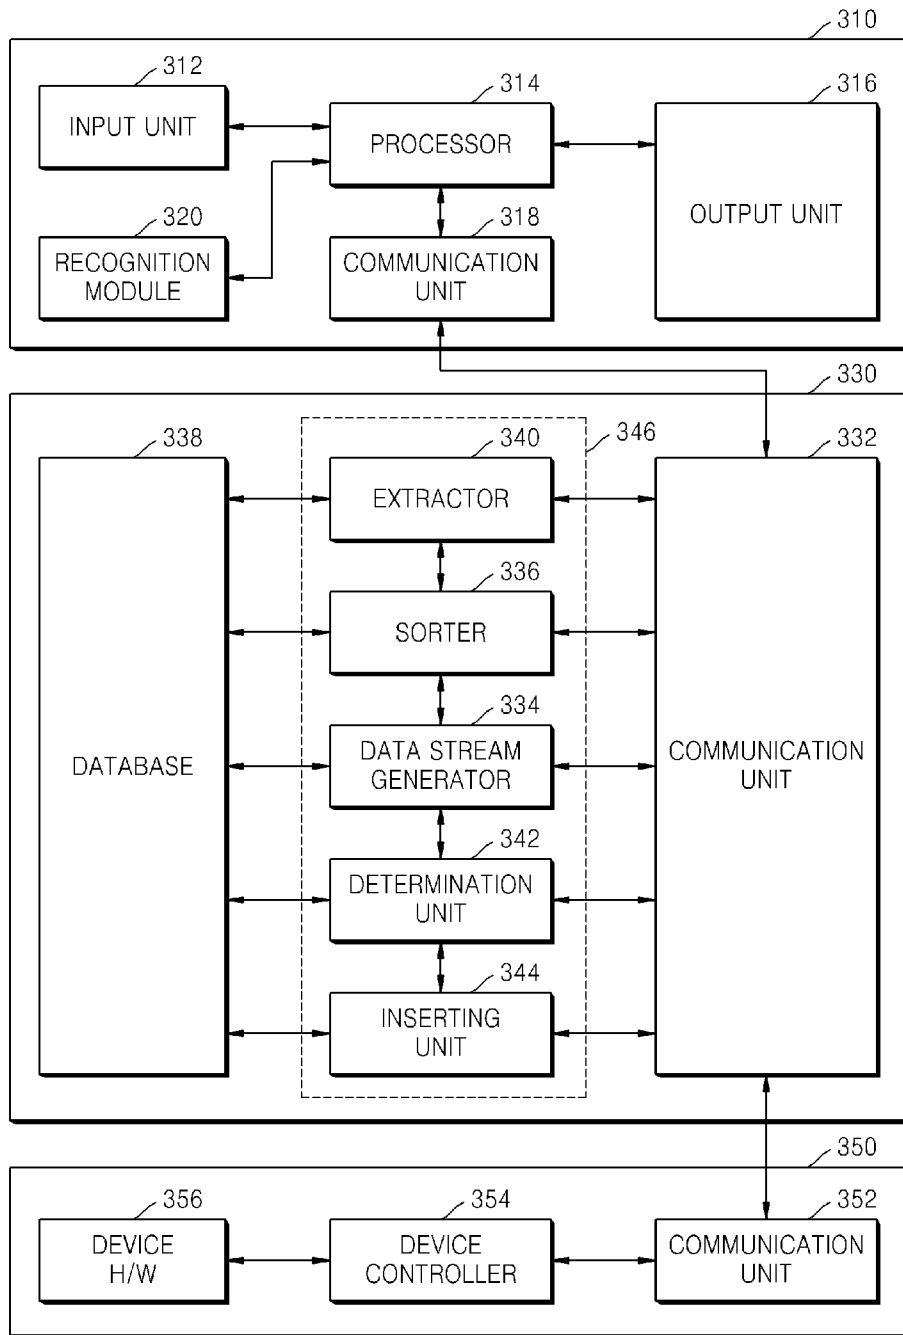 310
312
INPUT UNIT
314
PROCESSOR
316
OUTPUT UNIT
320
RECOGNITION
MODULE
318
COMMUNICATION
UNIT
330
338
DATABASE
346
340
EXTRACTOR
336
SORTER
334
DATA STREAM
GENERATOR
342
DETERMINATION
UNIT
344
INSERTING
UNIT
332
COMMUNICATION
UNIT
350
356
DEVICE
H/W
354
DEVICE
CONTROLLER
352
COMMUNICATION
UNIT